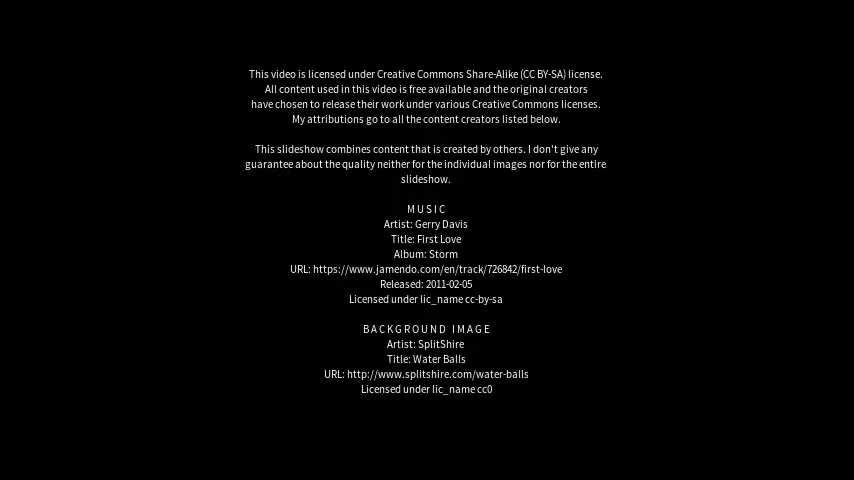 This video is licensed under Creative Commons Share-Alike (CC BY-SA) license.
All content used in this video is free available and the original creators
have chosen to release their work under various Creative Commons licenses.
My attributions go to all the content creators listed below.
This slideshow combines content that is created by others. I don't give any
guarantee about the quality neither for the individual images nor for the entire
slideshow.
MUSIC
Artist: Gerry Davis
Title: First Love
Album: Storm
URL: https://www.jamendo.com/en/track/726842/first-love
Released: 2011-02-05
Licensed under lic_name cc-by-sa
BACKGROUND IMAGE
Artist: SplitShire
Title: Water Balls
URL: http://www.splitshire.com/water-balls
Licensed under lic_name cc0